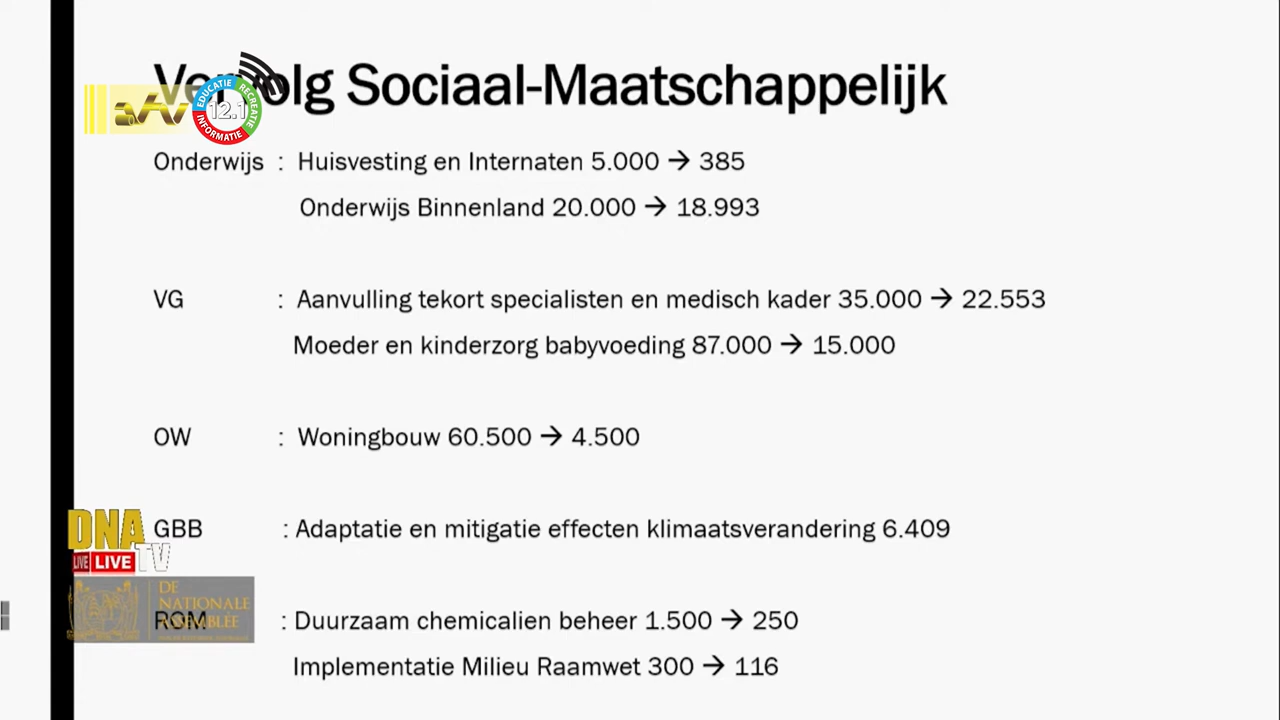 Vervolg Sociaal-Maatschappelijk
EDUCATIE
RECREATIE
INFORMATIE
12.1
Onderwijs : Huisvesting en Internaten 5.000 → 385
Onderwijs Binnenland 20.000 → 18.993
VG : Aanvulling tekort specialisten en medisch kader 35.000 → 22.553
Moeder en kinderzorg babyvoeding 87.000 → 15.000
OW : Woningbouw 60.500 → 4.500
GBB : Adaptatie en mitigatie effecten klimaatsverandering 6.409
DNA
TV
LIVE LIVE
DE
NATIONALE
ASSEMBLÉE
ROM : Duurzaam chemicalien beheer 1.500 → 250
Implementatie Milieu Raamwet 300 → 116